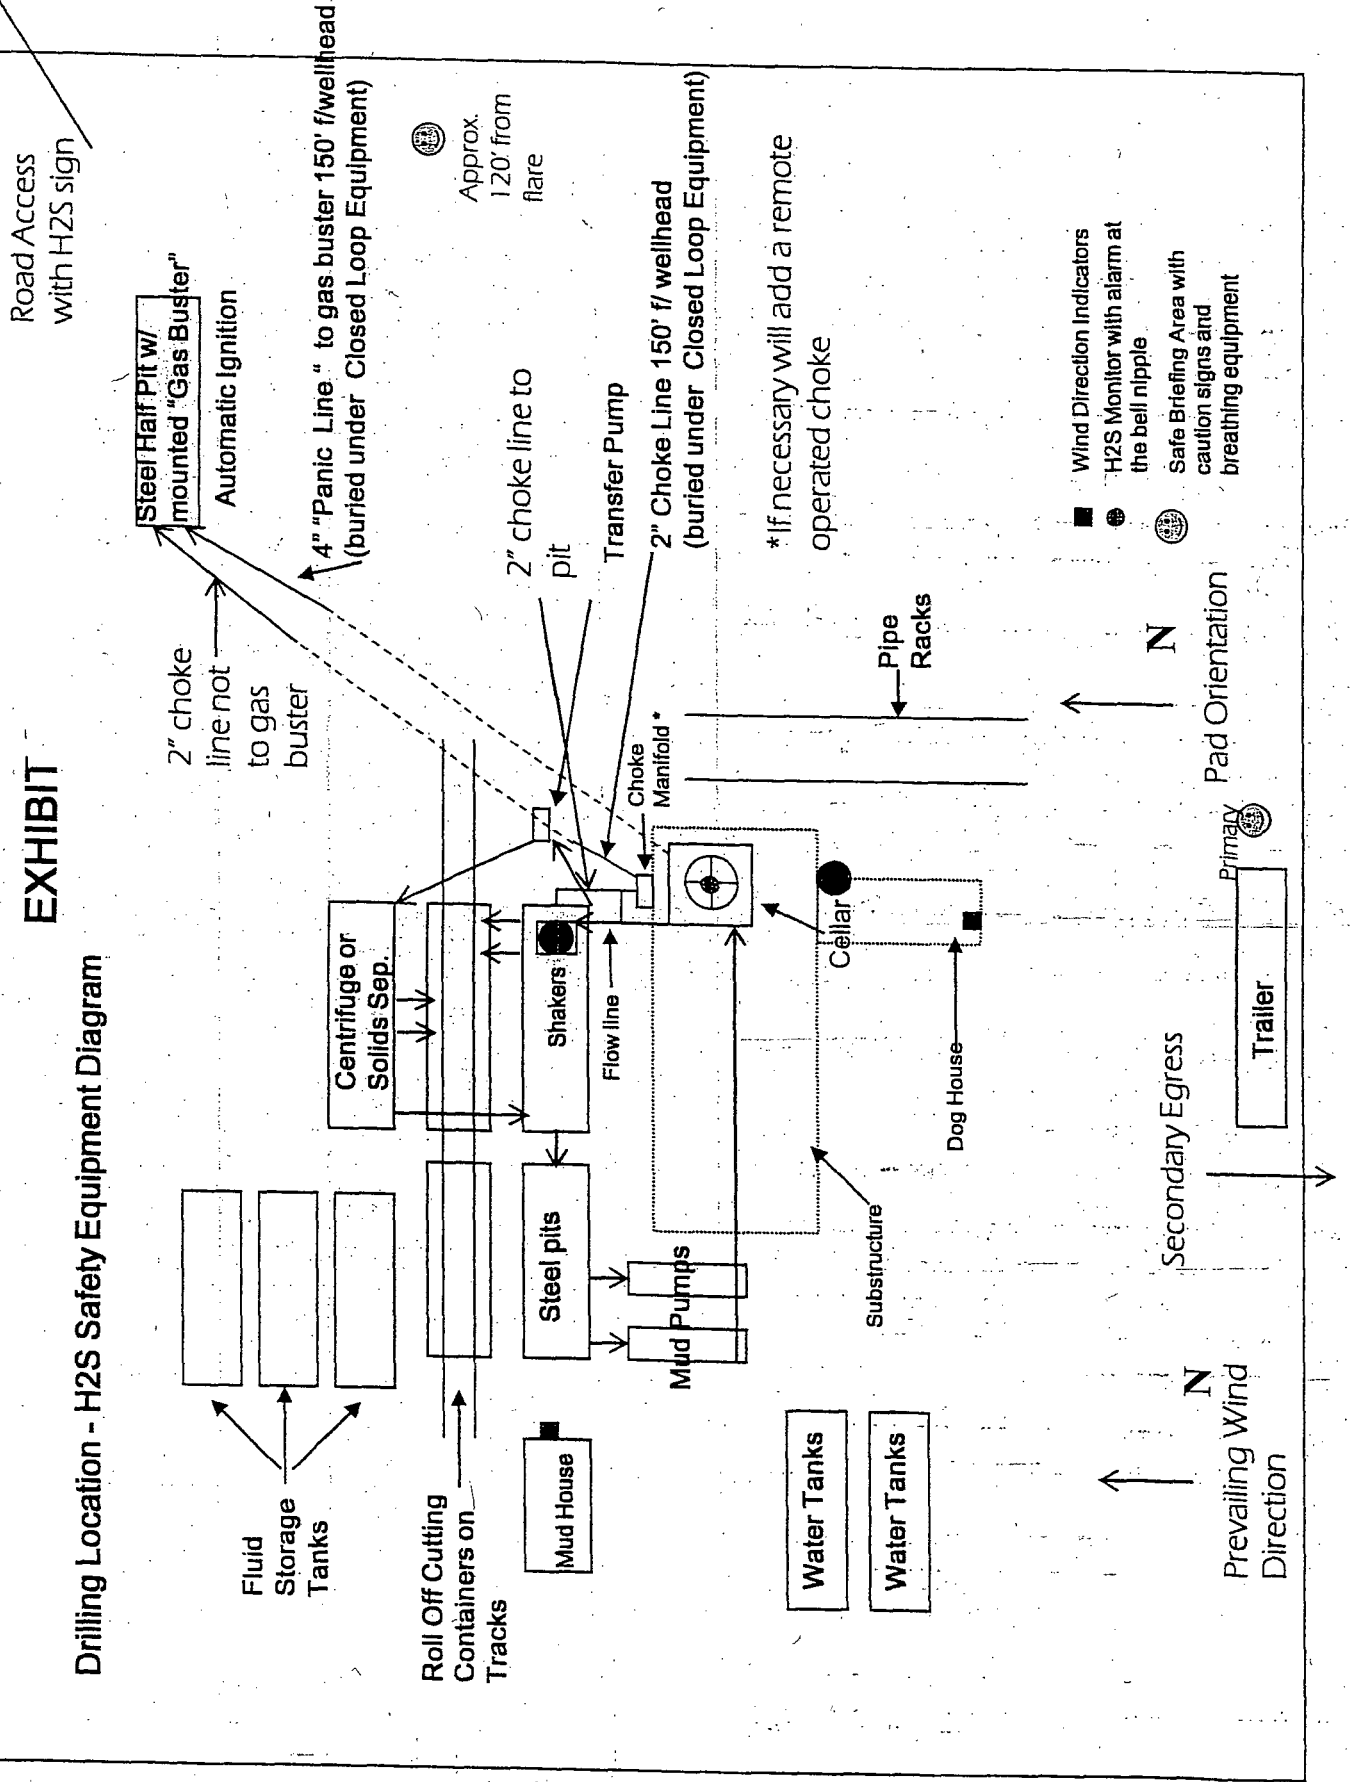 EXHIBIT
Drilling Location - H2S Safety Equipment Diagram
Road Access
with H2S sign
Steel Half Pit w/
mounted "Gas Buster"
Automatic Ignition
2" choke
line not
to gas
buster
4" "Panic Line" to gas buster 150' f/wellhead
(buried under Closed Loop Equipment)
Approx.
120' from
flare
Fluid
Storage
Tanks
Centrifuge or
Solids Sep.
2" choke line to
pit
Transfer Pump
2" Choke Line 150' f/ wellhead
(buried under Closed Loop Equipment)
Roll Off Cutting
Containers on
Tracks
Shakers
Steel pits
Mud House
Flow line
Choke
Manifold *
*If necessary will add a remote
operated choke
Mud Pumps
Cellar
Pipe
Racks
Water Tanks
Water Tanks
Substructure
Dog House
Wind Direction Indicators
H2S Monitor with alarm at
the bell nipple
Safe Briefing Area with
caution signs and
breathing equipment
N
Pad Orientation
Primary
Trailer
Secondary Egress
N
Prevailing Wind
Direction